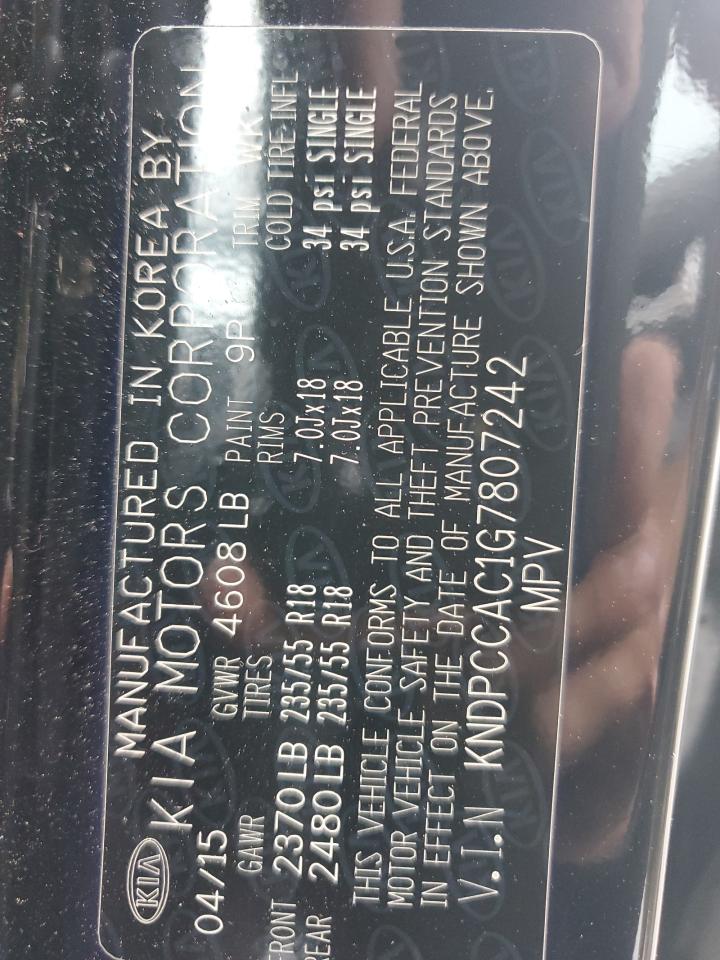 KIA
MANUFACTURED IN KOREA BY
KIA MOTORS CORPORATION
04/15 GVWR 4608 LB PAINT 9P TRIM WK
GAWR TIRES RIMS COLD TIRE INFL
FRONT 2370 LB 235/55 R18 7.0Jx18 34 psi SINGLE
REAR 2480 LB 235/55 R18 7.0Jx18 34 psi SINGLE
THIS VEHICLE CONFORMS TO ALL APPLICABLE U.S.A. FEDERAL
MOTOR VEHICLE SAFETY AND THEFT PREVENTION STANDARDS
IN EFFECT ON THE DATE OF MANUFACTURE SHOWN ABOVE.
V.I.N KNDPCCAC1G7807242
MPV